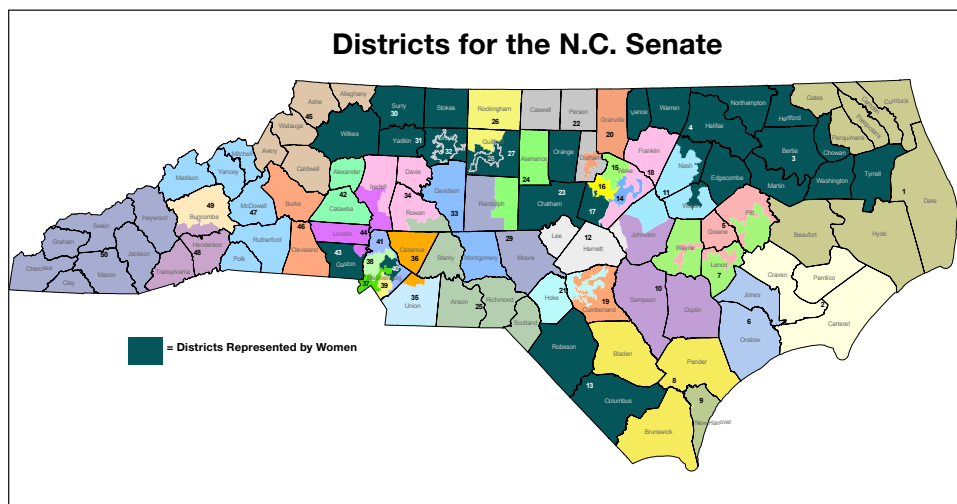 Districts for the N.C. Senate
Alleghany
Ashe
45
Surry
30
Stokes
Rockingham
26
Caswell
Person
22
Granville
20
Vance
Warren
4
Northampton
Hertford
Gates
Camden
Currituck
Pasquotank
Perquimans
Chowan
Watauga
Wilkes
Yadkin
31
32
Guilford
28
27
Alamance
24
Orange
Durham
Franklin
18
Halifax
Bertie
3
Nash
11
Edgecombe
Martin
Washington
Tyrrell
1
Dare
Mitchell
Avery
Caldwell
Alexander
42
Iredell
Davie
34
Davidson
33
Randolph
Chatham
23
15
Wake
16
14
17
Wilson
Madison
Yancey
McDowell
47
Burke
46
Catawba
Rowan
Pitt
Greene
5
Beaufort
Hyde
Buncombe
49
Haywood
Swain
Graham
Cherokee
Clay
Macon
50
Jackson
Transylvania
Henderson
48
Polk
Rutherford
Cleveland
Lincoln
44
43
Gaston
41
38
37
39
40
Cabarrus
36
Stanly
Montgomery
29
Moore
Lee
12
Harnett
Johnston
Wayne
Lenoir
7
Craven
Pamlico
2
Carteret
Jones
6
Onslow
35
Union
Anson
25
Richmond
Scotland
Hoke
21
19
Cumberland
Sampson
10
Duplin
Robeson
Bladen
Pender
8
13
Columbus
Brunswick
9
New Hanover
= Districts Represented by Women